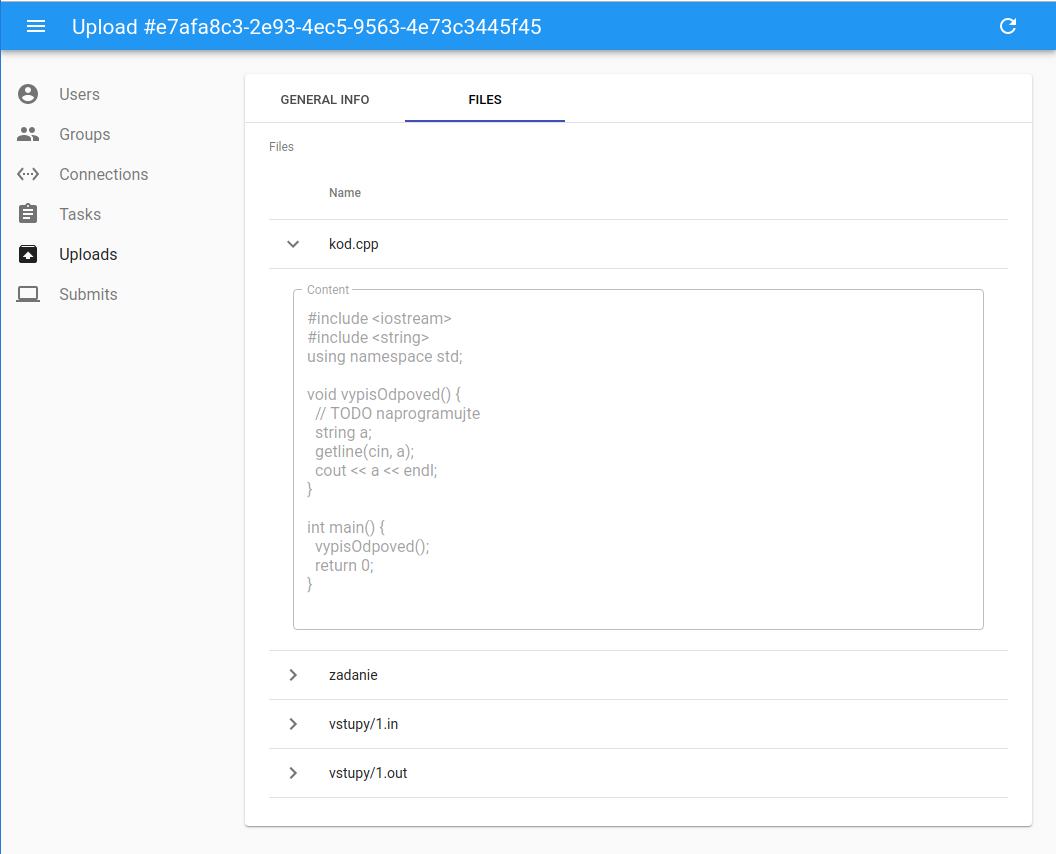 Upload #e7afa8c3-2e93-4ec5-9563-4e73c3445f45
Users
Groups
Connections
Tasks
Uploads
Submits
GENERAL INFO
FILES
Files
Name
kod.cpp
Content
#include <iostream>
#include <string>
using namespace std;

void vypisOdpoved() {
  // TODO naprogramujte
  string a;
  getline(cin, a);
  cout << a << endl;
}

int main() {
  vypisOdpoved();
  return 0;
}
zadanie
vstupy/1.in
vstupy/1.out